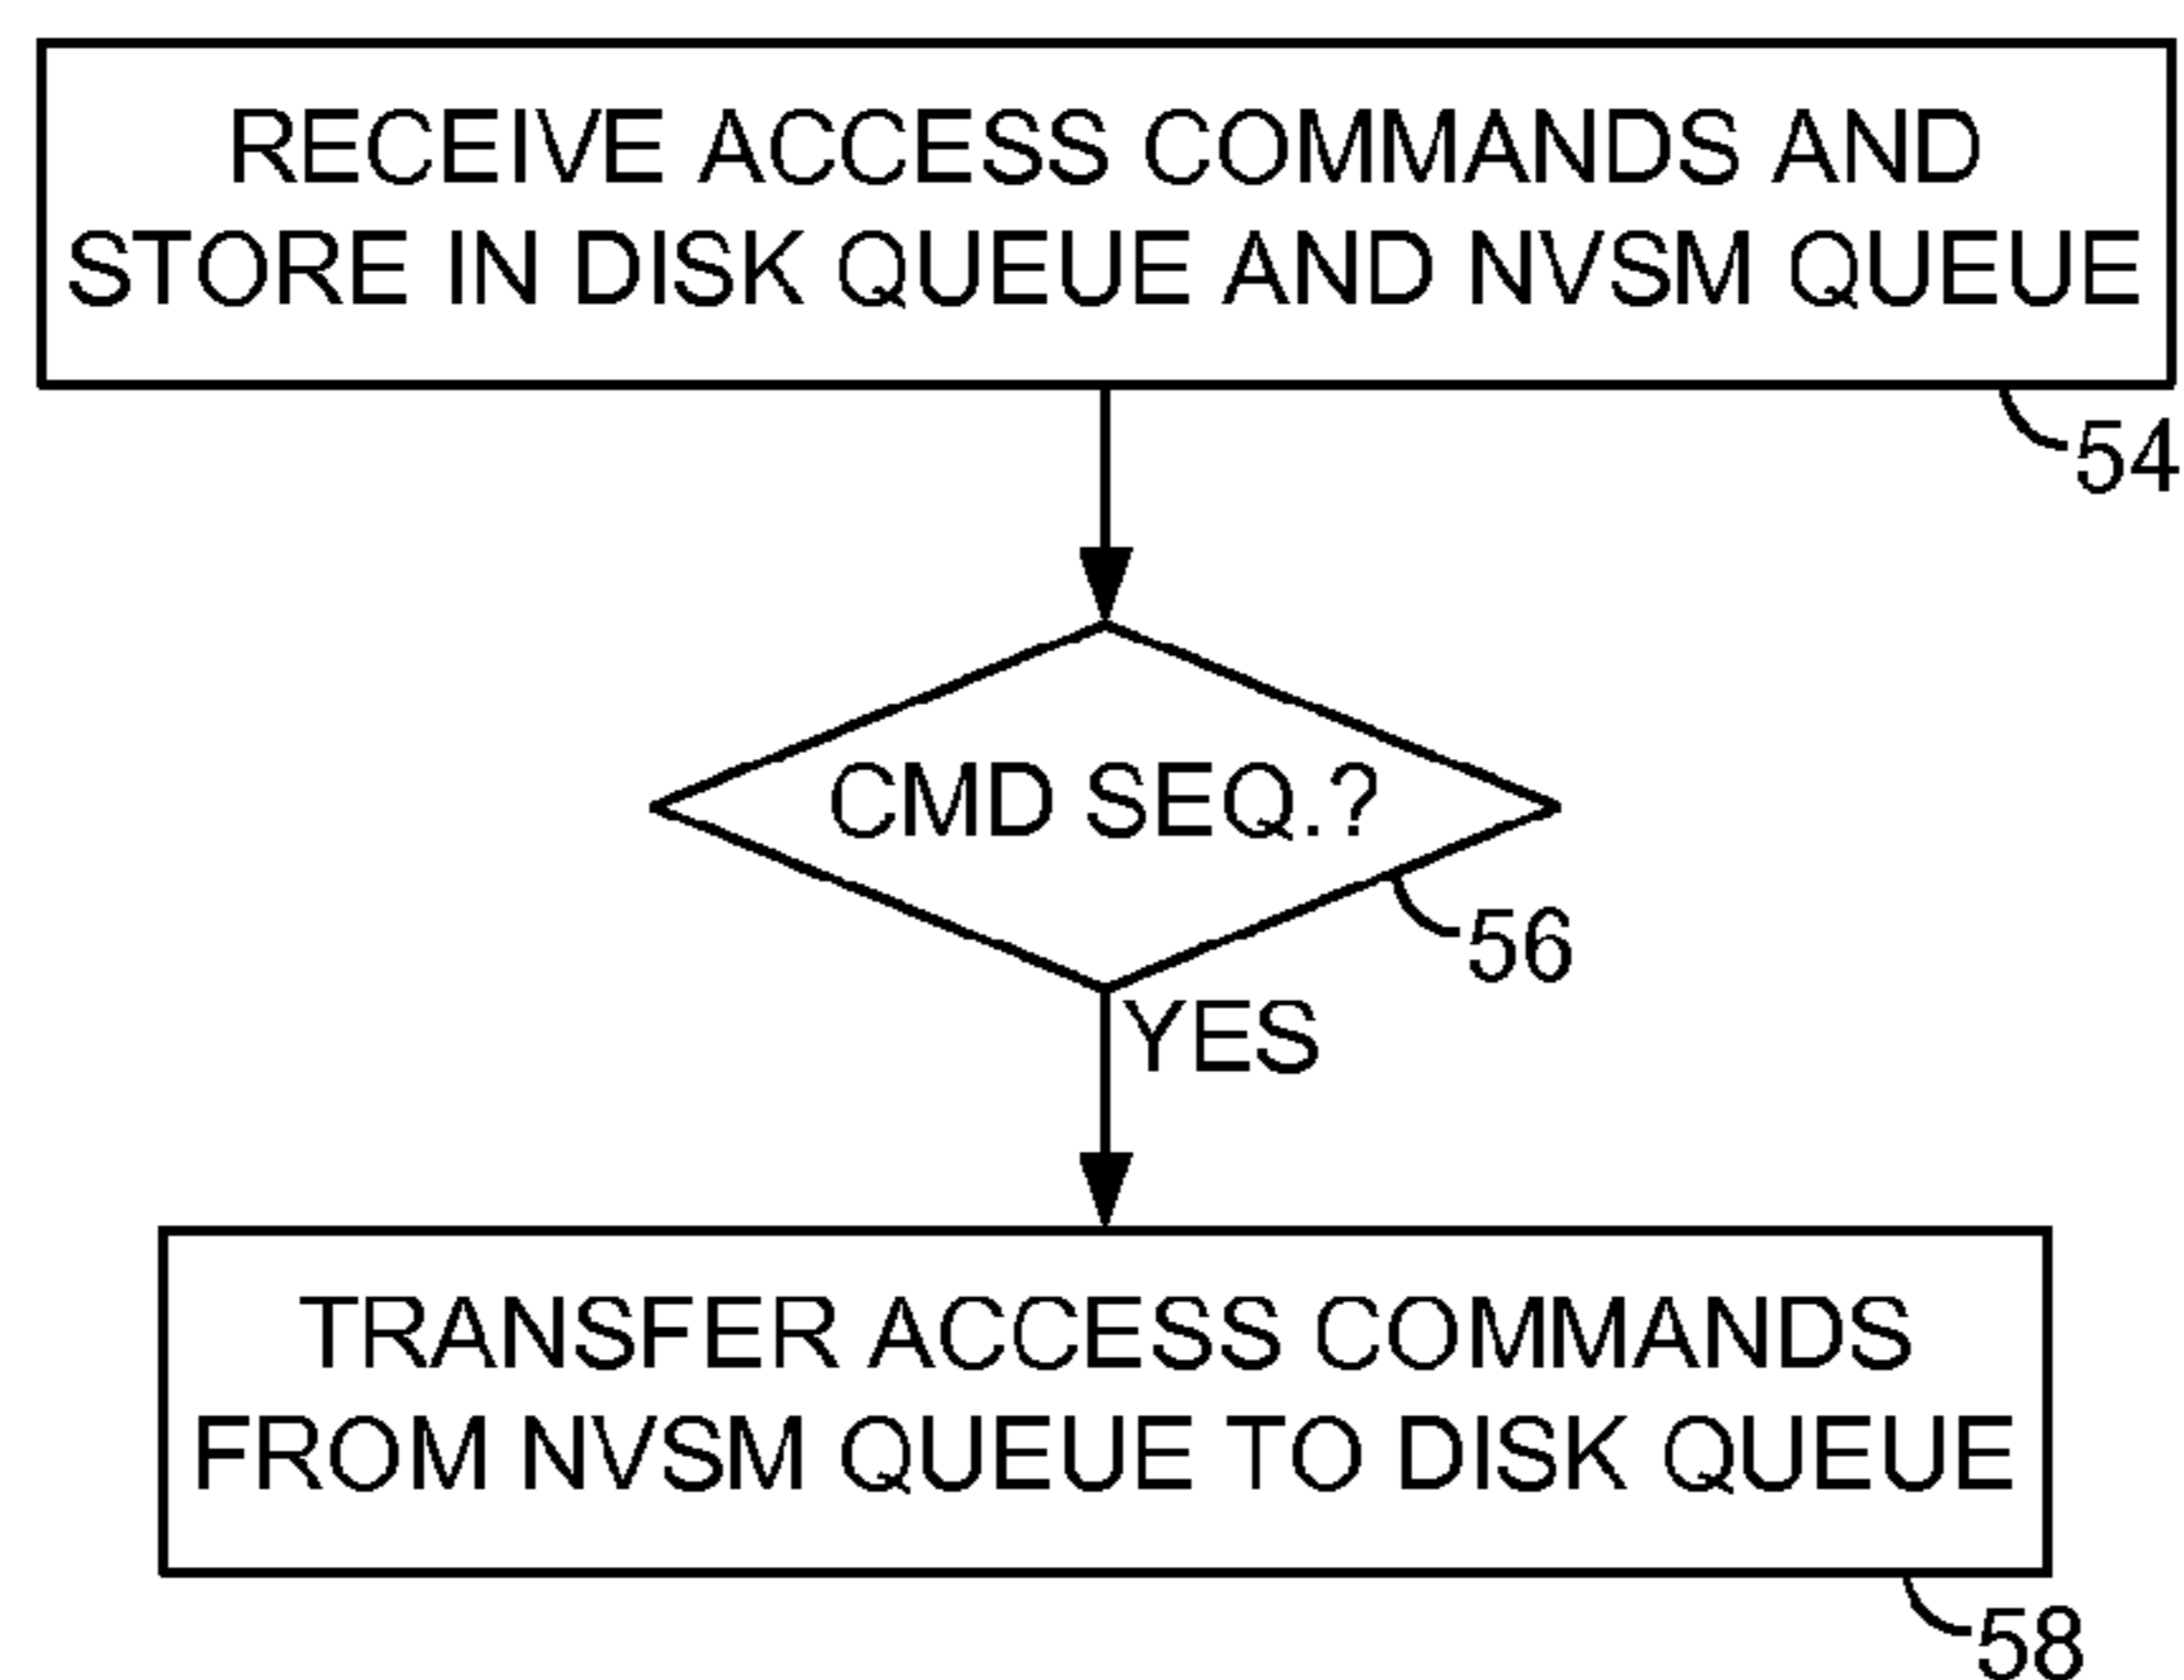 RECEIVE ACCESS COMMANDS AND
STORE IN DISK QUEUE AND NVSM QUEUE
54
CMD SEQ.?
56
YES
TRANSFER ACCESS COMMANDS
FROM NVSM QUEUE TO DISK QUEUE
58